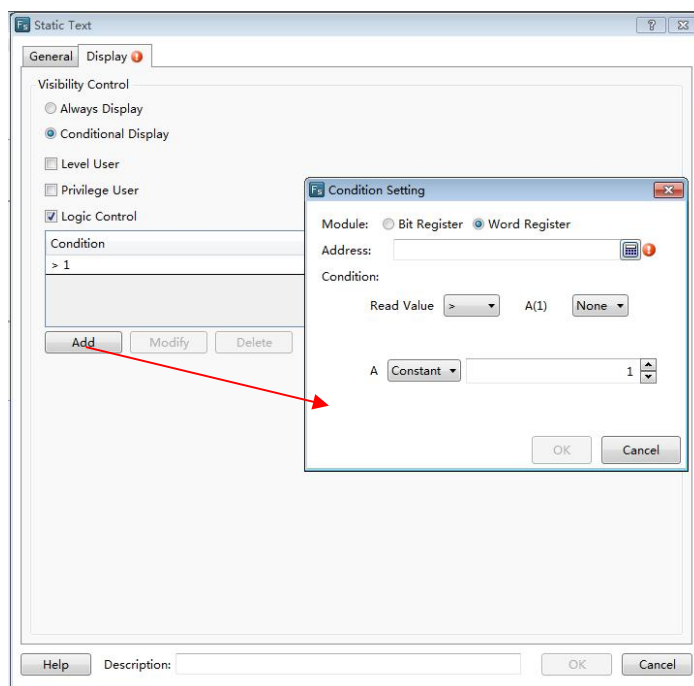 Fs Static Text
General Display
Visibility Control
Always Display
Conditional Display
Level User
Privilege User
Logic Control
Condition
> 1
Add Modify Delete
Fs Condition Setting
Module: Bit Register Word Register
Address:
Condition:
Read Value > A(1) None
A Constant 1
OK Cancel
Help Description: OK Cancel